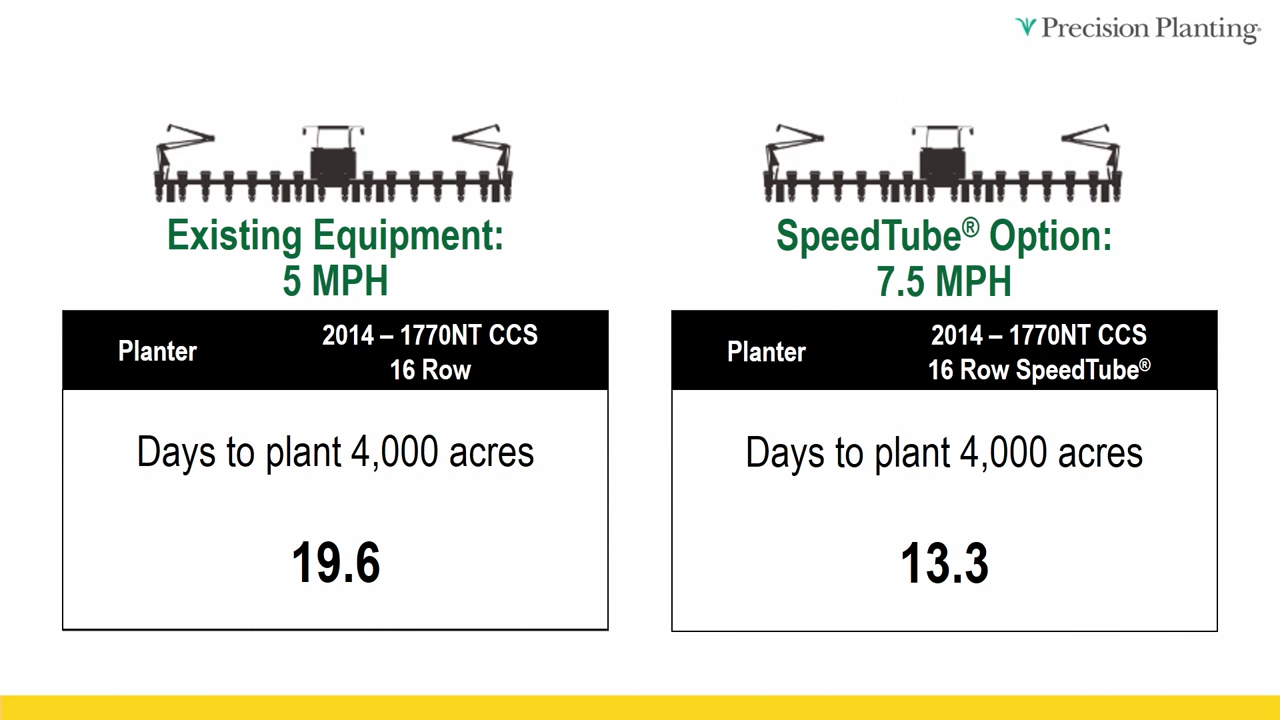 Precision Planting®
Existing Equipment:
5 MPH
Planter
2014 – 1770NT CCS
16 Row
Days to plant 4,000 acres
19.6
SpeedTube® Option:
7.5 MPH
Planter
2014 – 1770NT CCS
16 Row SpeedTube®
Days to plant 4,000 acres
13.3